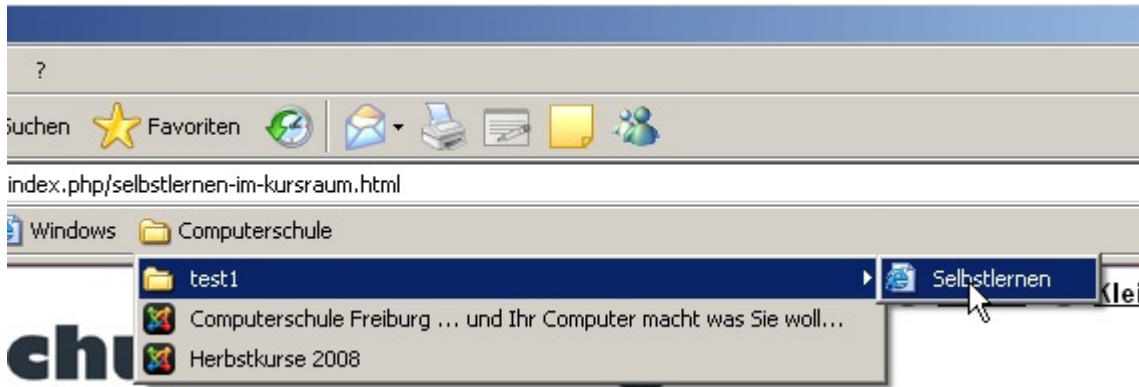 ?
Suchen Favoriten
index.php/selbstlernen-im-kursraum.html
Windows Computerschule
test1 Selbstlernen
Computerschule Freiburg ... und Ihr Computer macht was Sie woll...
Herbstkurse 2008